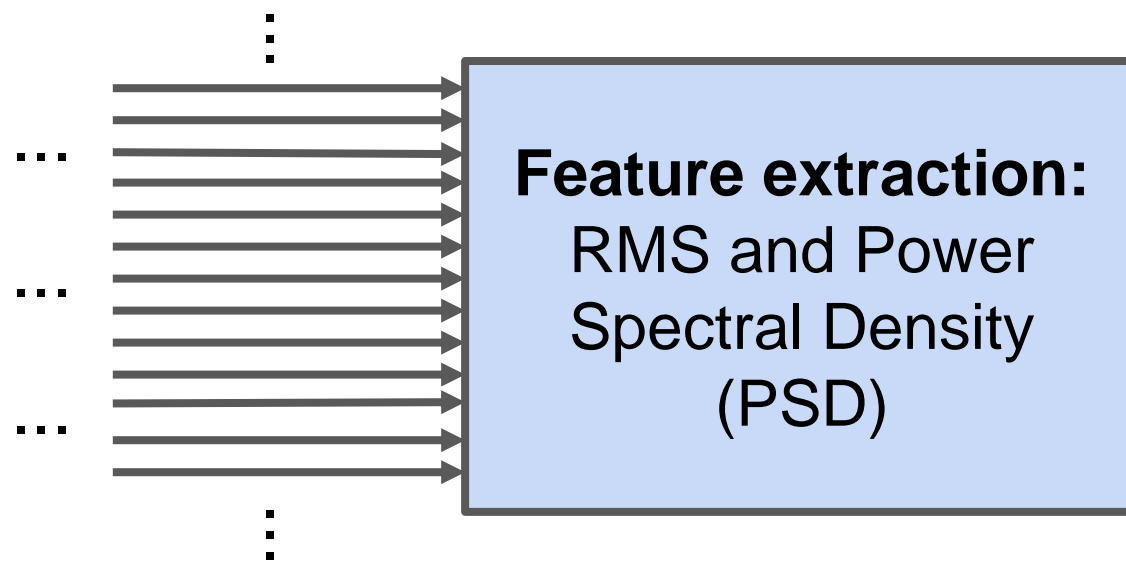 Feature extraction:
RMS and Power
Spectral Density
(PSD)